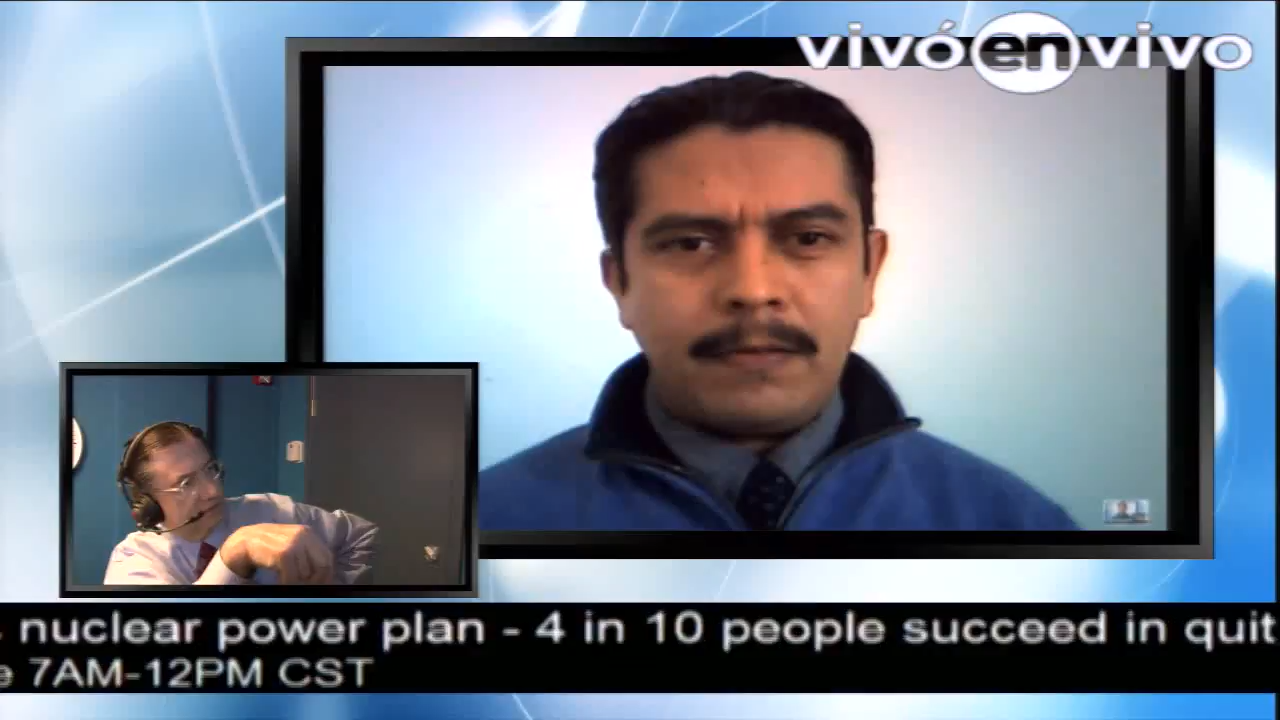 vivóenvivo
nuclear power plan - 4 in 10 people succeed in quit
e 7AM-12PM CST